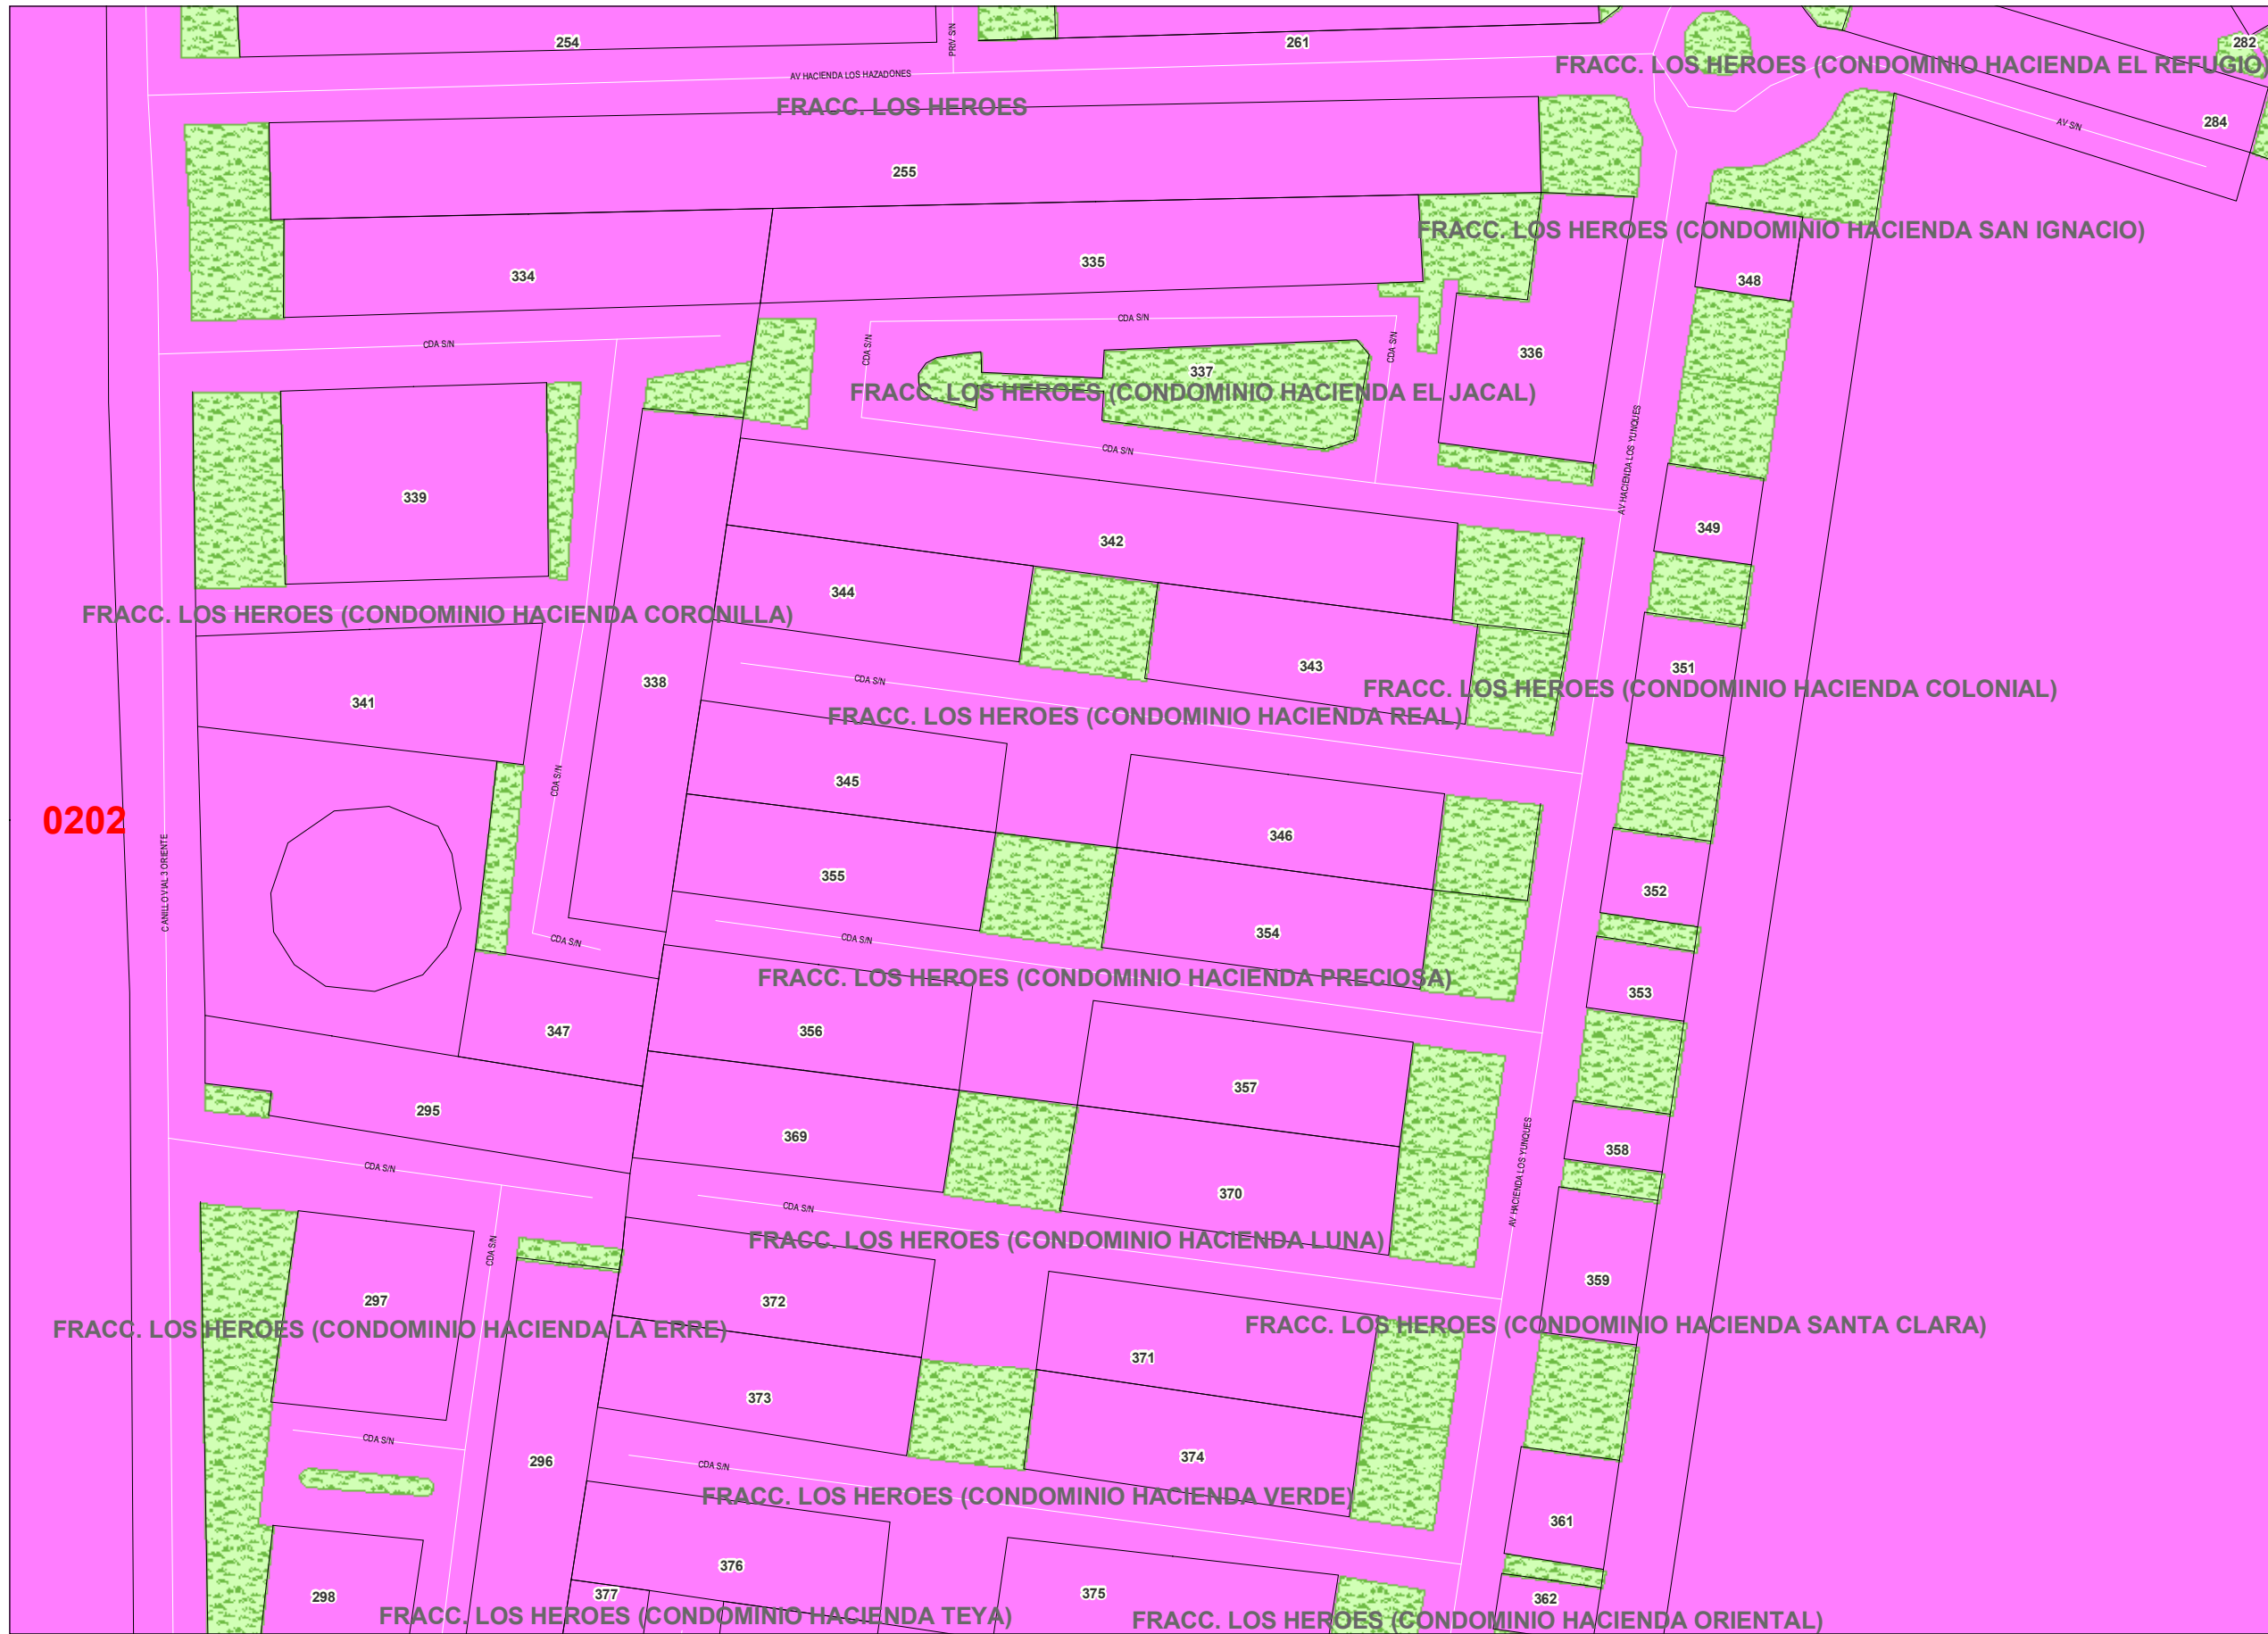 254
PRIV S/N
261
282
FRACC. LOS HEROES (CONDOMINIO HACIENDA EL REFUGIO)
AV HACIENDA LOS HAZADONES
FRACC. LOS HEROES
284
AV S/N
255
FRACC. LOS HEROES (CONDOMINIO HACIENDA SAN IGNACIO)
334
335
348
CDA S/N
CDA S/N
CDA S/N
CDA S/N
336
337
FRACC. LOS HEROES (CONDOMINIO HACIENDA EL JACAL)
AV HACIENDA LOS YUNQUES
CDA S/N
339
349
342
344
FRACC. LOS HEROES (CONDOMINIO HACIENDA CORONILLA)
343
351
338
CDA S/N
FRACC. LOS HEROES (CONDOMINIO HACIENDA COLONIAL)
341
FRACC. LOS HEROES (CONDOMINIO HACIENDA REAL)
CDA S/N
345
0202
346
C ANILLO VIAL 3 ORIENTE
355
352
354
CDA S/N
CDA S/N
FRACC. LOS HEROES (CONDOMINIO HACIENDA PRECIOSA)
353
347
356
357
295
369
358
AV HACIENDA LOS YUNQUES
CDA S/N
370
CDA S/N
FRACC. LOS HEROES (CONDOMINIO HACIENDA LUNA)
CDA S/N
359
297
372
FRACC. LOS HEROES (CONDOMINIO HACIENDA LA ERRE)
FRACC. LOS HEROES (CONDOMINIO HACIENDA SANTA CLARA)
371
373
CDA S/N
296
374
CDA S/N
FRACC. LOS HEROES (CONDOMINIO HACIENDA VERDE)
361
376
298
377
375
362
FRACC. LOS HEROES (CONDOMINIO HACIENDA TEYA)
FRACC. LOS HEROES (CONDOMINIO HACIENDA ORIENTAL)